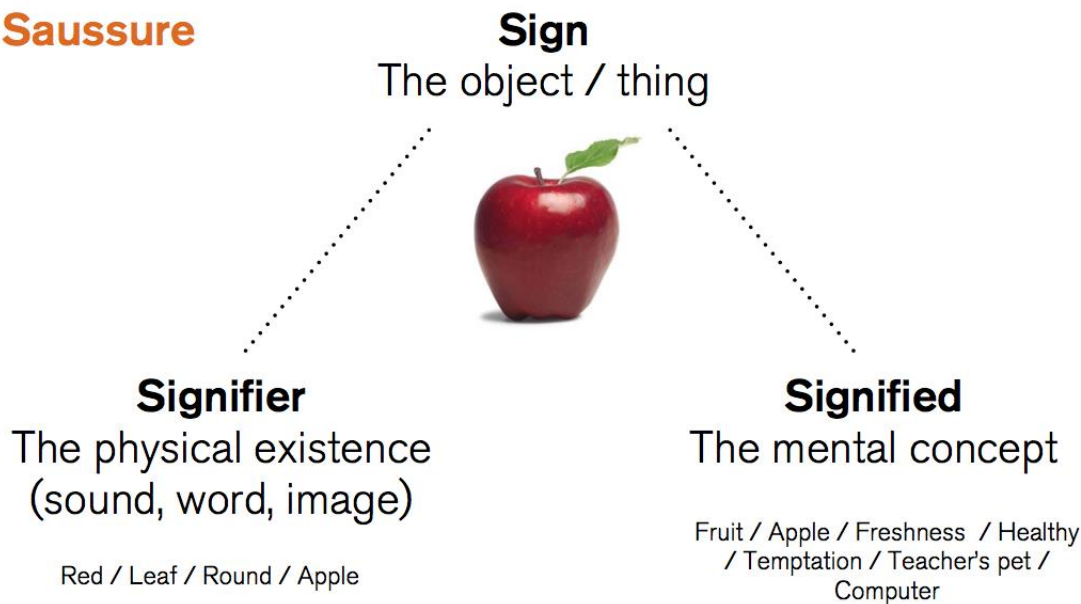 Saussure
Sign
The object / thing
Signifier
The physical existence
(sound, word, image)
Red / Leaf / Round / Apple
Signified
The mental concept
Fruit / Apple / Freshness / Healthy
/ Temptation / Teacher's pet /
Computer